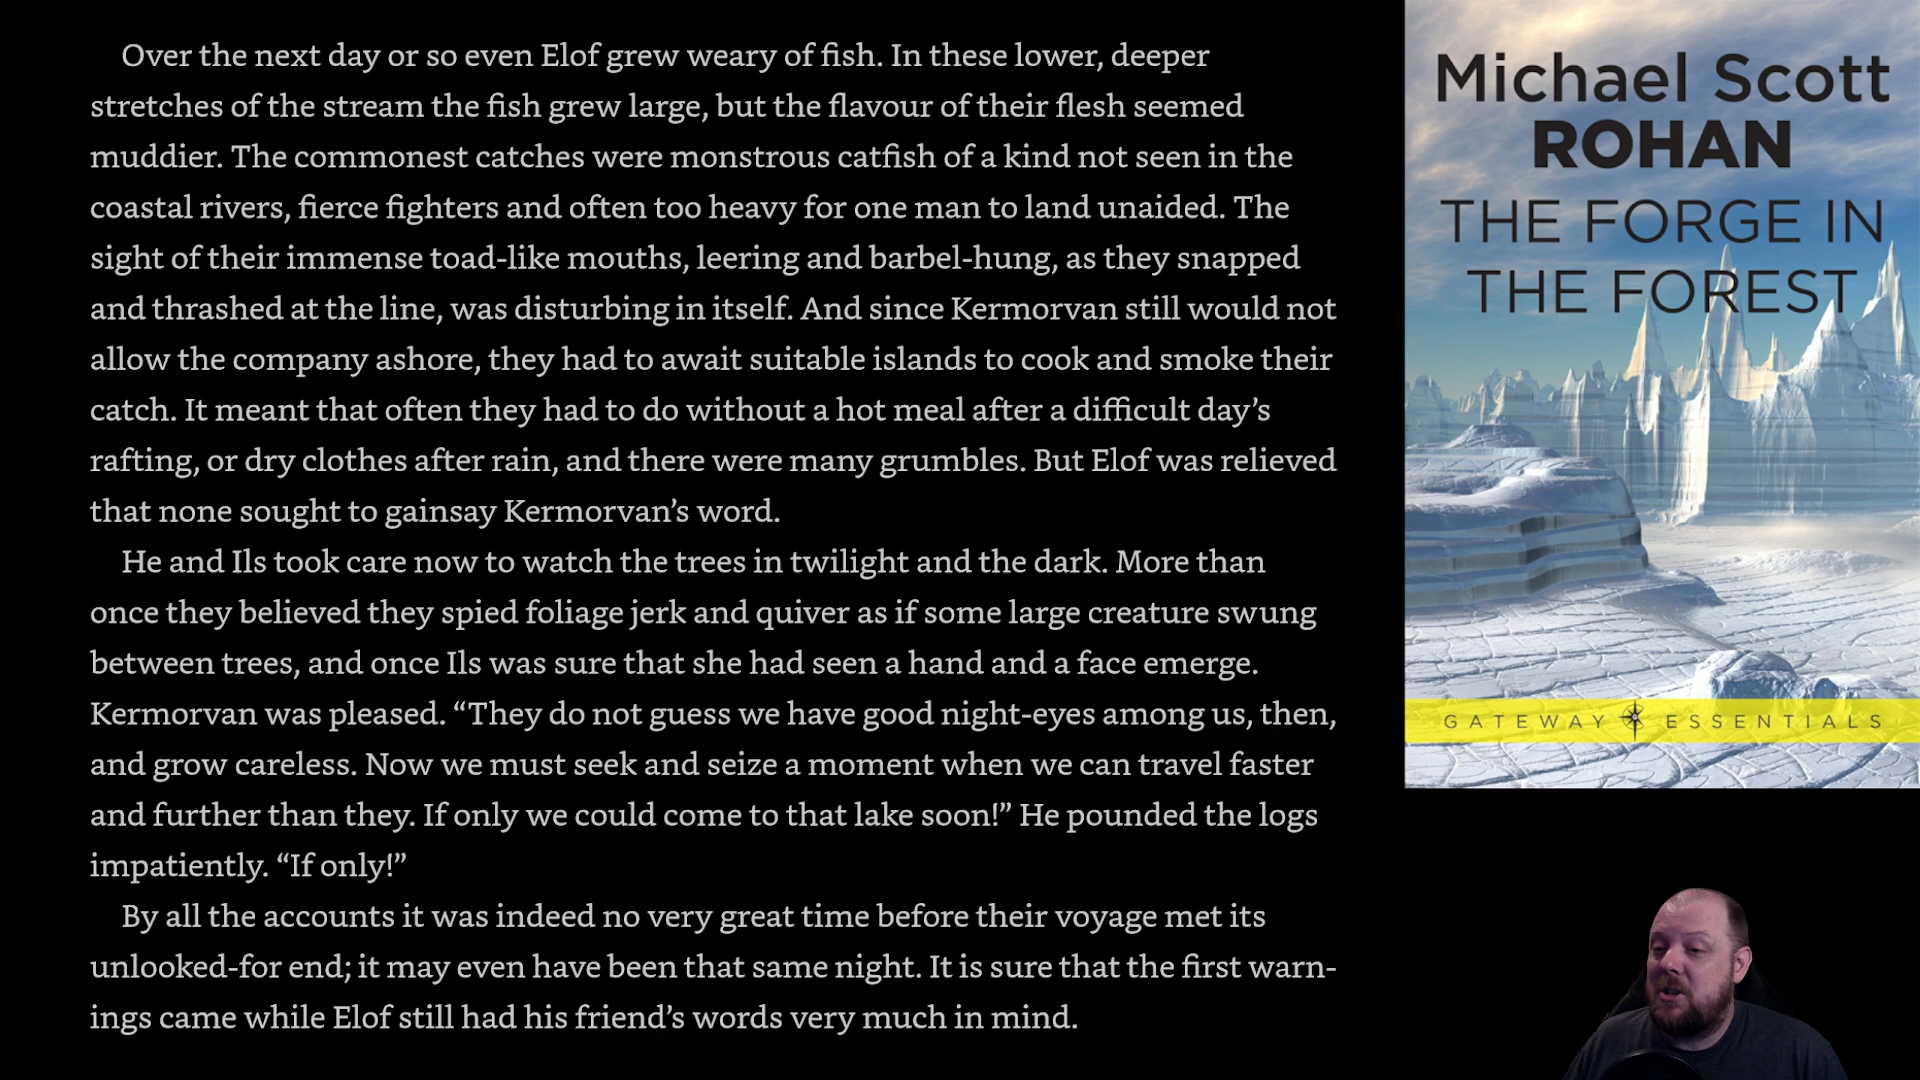 Over the next day or so even Elof grew weary of fish. In these lower, deeper
stretches of the stream the fish grew large, but the flavour of their flesh seemed
muddier. The commonest catches were monstrous catfish of a kind not seen in the
coastal rivers, fierce fighters and often too heavy for one man to land unaided. The
sight of their immense toad-like mouths, leering and barbel-hung, as they snapped
and thrashed at the line, was disturbing in itself. And since Kermorvan still would not
allow the company ashore, they had to await suitable islands to cook and smoke their
catch. It meant that often they had to do without a hot meal after a difficult day’s
rafting, or dry clothes after rain, and there were many grumbles. But Elof was relieved
that none sought to gainsay Kermorvan’s word.
He and Ils took care now to watch the trees in twilight and the dark. More than
once they believed they spied foliage jerk and quiver as if some large creature swung
between trees, and once Ils was sure that she had seen a hand and a face emerge.
Kermorvan was pleased. “They do not guess we have good night-eyes among us, then,
and grow careless. Now we must seek and seize a moment when we can travel faster
and further than they. If only we could come to that lake soon!” He pounded the logs
impatiently. “If only!”
By all the accounts it was indeed no very great time before their voyage met its
unlooked-for end; it may even have been that same night. It is sure that the first warn-
ings came while Elof still had his friend’s words very much in mind.
Michael Scott
ROHAN
THE FORGE IN
THE FOREST
GATEWAY ESSENTIALS